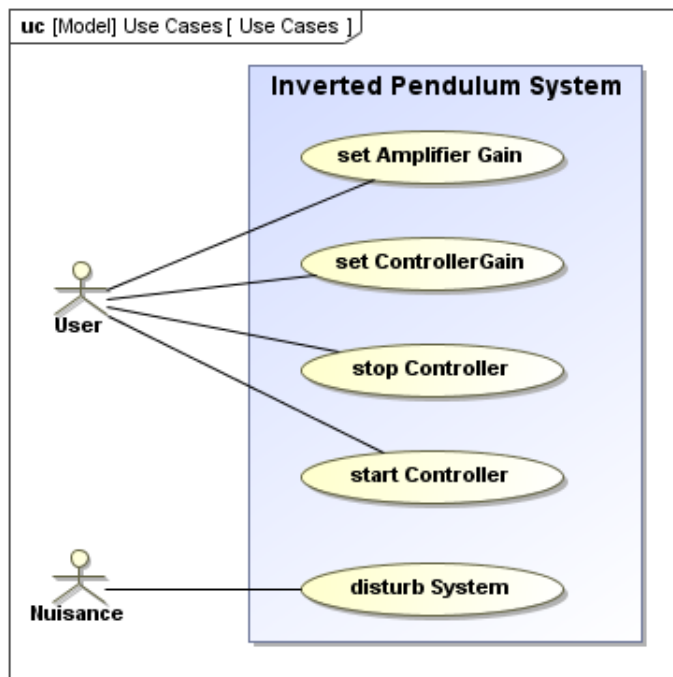 uc [Model] Use Cases [ Use Cases ]
Inverted Pendulum System
set Amplifier Gain
set ControllerGain
User
stop Controller
start Controller
disturb System
Nuisance